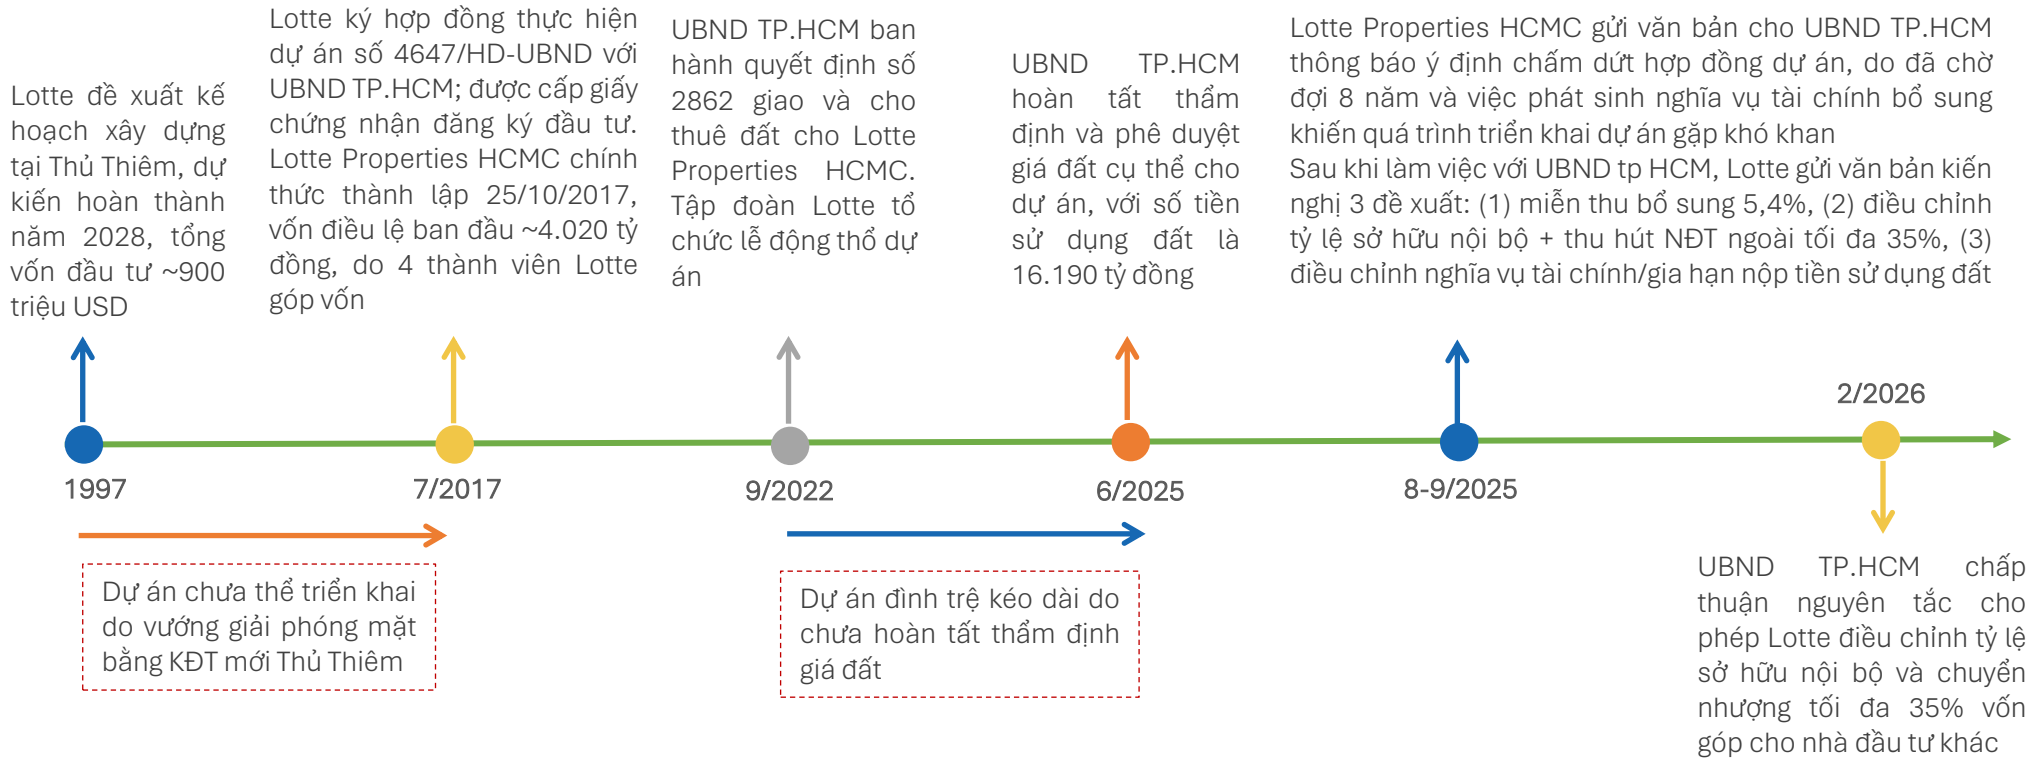 Lotte đề xuất kế
hoạch xây dựng
tại Thủ Thiêm, dự
kiến hoàn thành
năm 2028, tổng
vốn đầu tư ~900
triệu USD
Lotte ký hợp đồng thực hiện
dự án số 4647/HD-UBND với
UBND TP.HCM; được cấp giấy
chứng nhận đăng ký đầu tư.
Lotte Properties HCMC chính
thức thành lập 25/10/2017,
vốn điều lệ ban đầu ~4.020 tỷ
đồng, do 4 thành viên Lotte
góp vốn
UBND TP.HCM ban
hành quyết định số
2862 giao và cho
thuê đất cho Lotte
Properties HCMC.
Tập đoàn Lotte tổ
chức lễ động thổ dự
án
UBND TP.HCM
hoàn tất thẩm
định và phê duyệt
giá đất cụ thể cho
dự án, với số tiền
sử dụng đất là
16.190 tỷ đồng
Lotte Properties HCMC gửi văn bản cho UBND TP.HCM
thông báo ý định chấm dứt hợp đồng dự án, do đã chờ
đợi 8 năm và việc phát sinh nghĩa vụ tài chính bổ sung
khiến quá trình triển khai dự án gặp khó khan
Sau khi làm việc với UBND tp HCM, Lotte gửi văn bản kiến
nghị 3 đề xuất: (1) miễn thu bổ sung 5,4%, (2) điều chỉnh
tỷ lệ sở hữu nội bộ + thu hút NĐT ngoài tối đa 35%, (3)
điều chỉnh nghĩa vụ tài chính/gia hạn nộp tiền sử dụng đất
2/2026
1997
7/2017
9/2022
6/2025
8-9/2025
Dự án chưa thể triển khai
do vướng giải phóng mặt
bằng KĐT mới Thủ Thiêm
Dự án đình trệ kéo dài do
chưa hoàn tất thẩm định
giá đất
UBND TP.HCM chấp
thuận nguyên tắc cho
phép Lotte điều chỉnh tỷ lệ
sở hữu nội bộ và chuyển
nhượng tối đa 35% vốn
góp cho nhà đầu tư khác